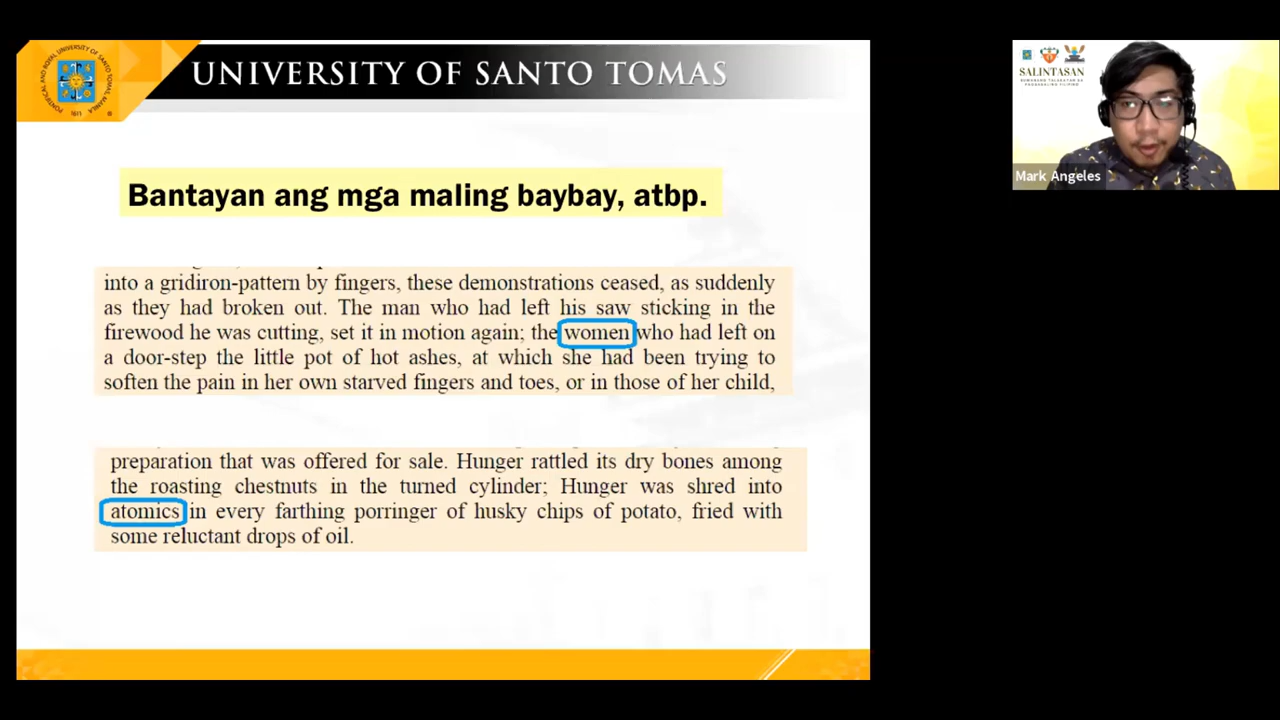 UNIVERSITY OF SANTO TOMAS
Bantayan ang mga maling baybay, atbp.
into a gridiron-pattern by fingers, these demonstrations ceased, as suddenly
as they had broken out. The man who had left his saw sticking in the
firewood he was cutting, set it in motion again; the women who had left on
a door-step the little pot of hot ashes, at which she had been trying to
soften the pain in her own starved fingers and toes, or in those of her child,
preparation that was offered for sale. Hunger rattled its dry bones among
the roasting chestnuts in the turned cylinder; Hunger was shred into
atomics in every farthing porringer of husky chips of potato, fried with
some reluctant drops of oil.
SALINTASAN
Mark Angeles